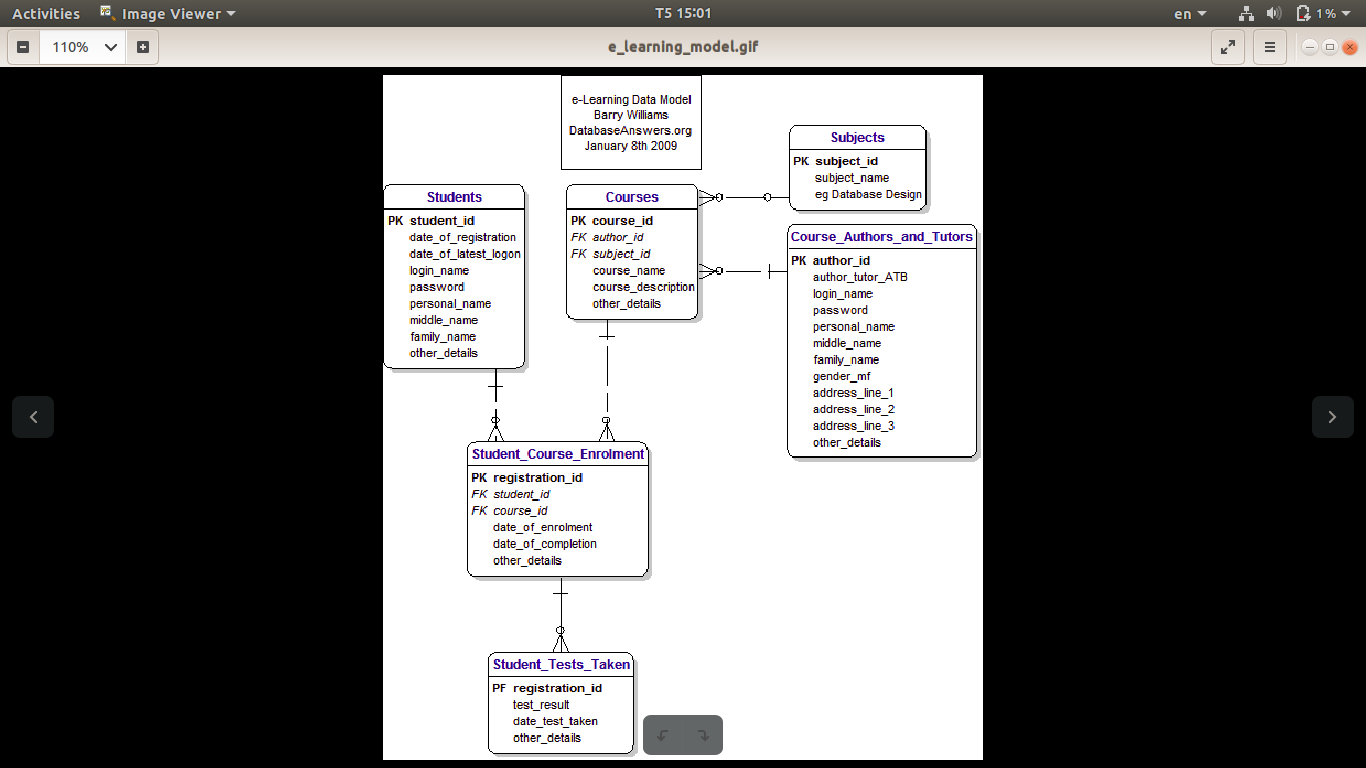 Activities
Image Viewer
T5 15:01
en
1%
110%
e_learning_model.gif
e-Learning Data Model
Barry Williams
DatabaseAnswers.org
January 8th 2009
Subjects
PK subject_id
subject_name
eg Database Design
Students
PK student_id
date_of_registration
date_of_latest_logon
login_name
password
personal_name
middle_name
family_name
other_details
Courses
PK course_id
FK author_id
FK subject_id
course_name
course_description
other_details
Course_Authors_and_Tutors
PK author_id
author_tutor_ATB
login_name
password
personal_name
middle_name
family_name
gender_mf
address_line_1
address_line_2
address_line_3
other_details
Student_Course_Enrolment
PK registration_id
FK student_id
FK course_id
date_of_enrolment
date_of_completion
other_details
Student_Tests_Taken
PF registration_id
test_result
date_test_taken
other_details